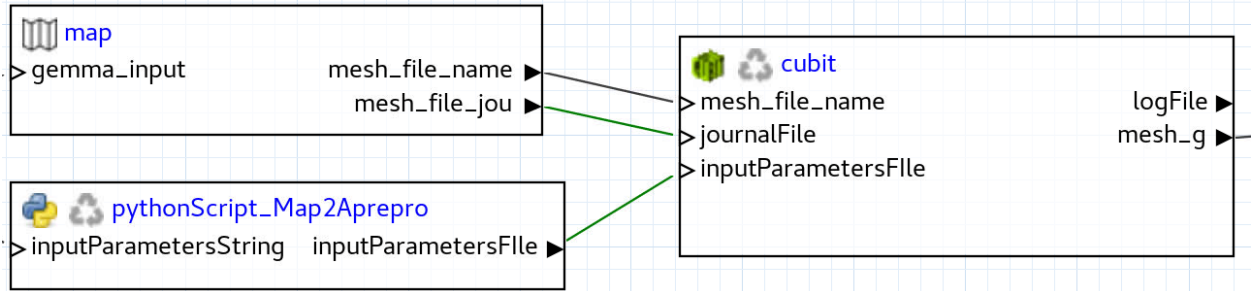 map
gemma_input mesh_file_name
mesh_file_jou
pythonScript_Map2Aprepro
inputParametersString inputParametersFIle
cubit
mesh_file_name logFile
journalFile mesh_g
inputParametersFIle